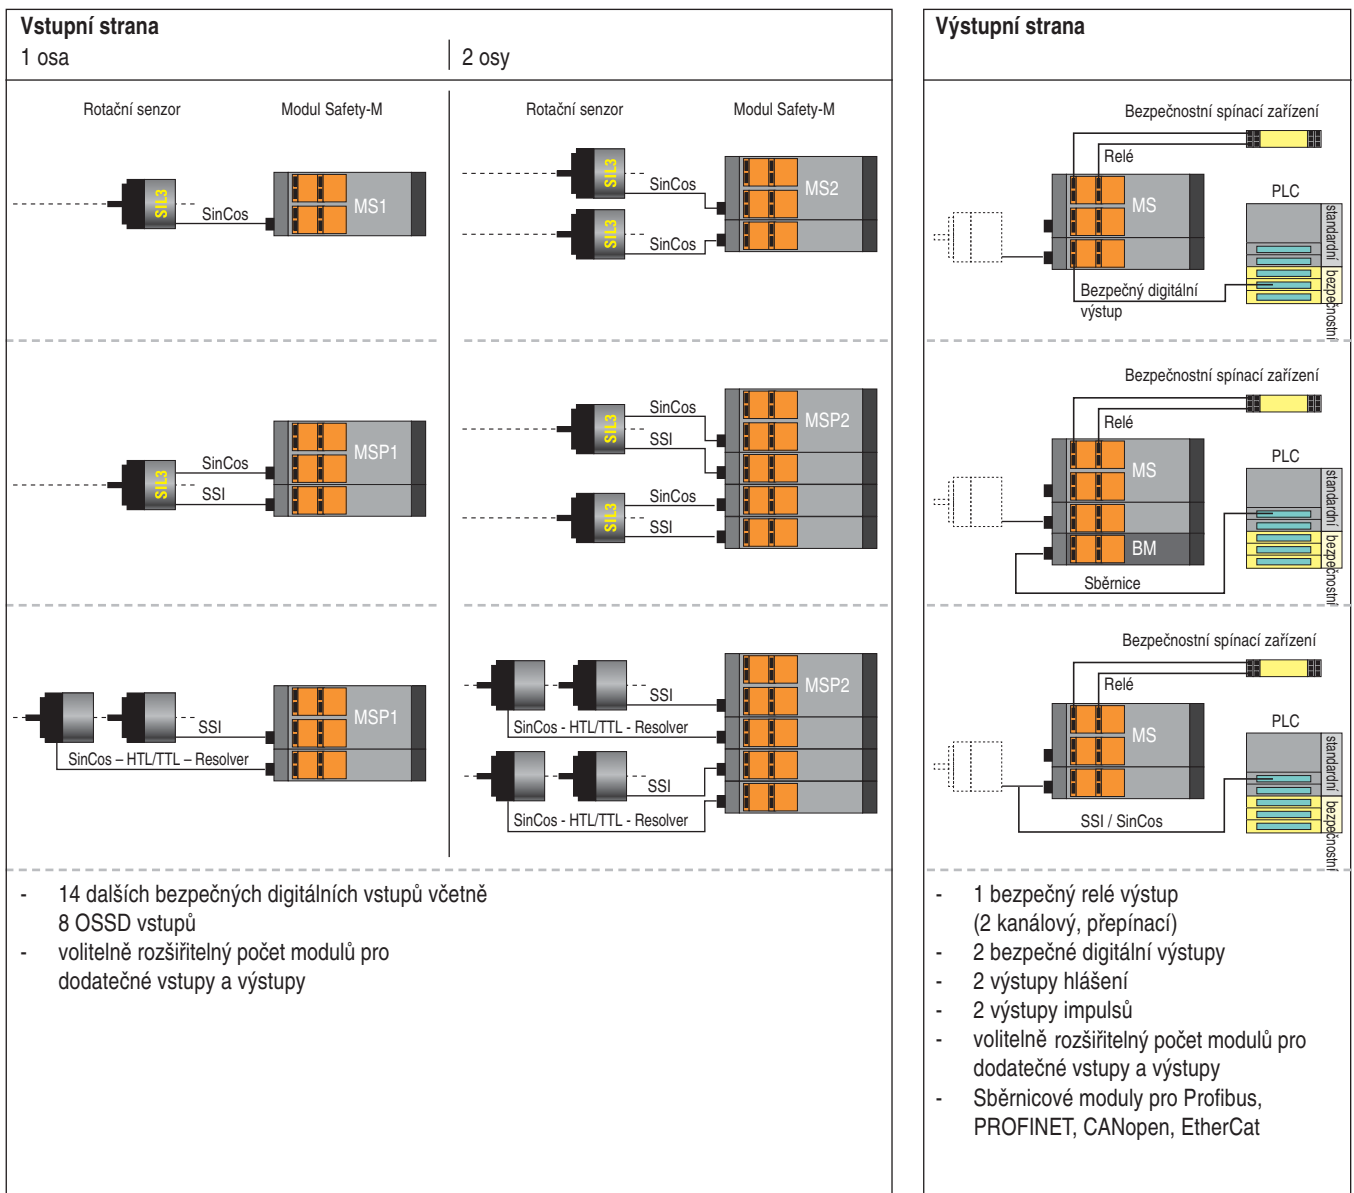 Vstupní strana
1 osa
2 osy
Rotační senzor
Modul Safety-M
Rotační senzor
Modul Safety-M
SIL3
SinCos
MS1
SIL3
SinCos
SIL3
SinCos
MS2
SIL3
SinCos
SSI
MSP1
SIL3
SinCos
SSI
SIL3
SinCos
SSI
MSP2
SSI
SinCos – HTL/TTL – Resolver
MSP1
SSI
SinCos - HTL/TTL - Resolver
SSI
SinCos - HTL/TTL - Resolver
MSP2
- 14 dalších bezpečných digitálních vstupů včetně
8 OSSD vstupů
- volitelně rozšiřitelný počet modulů pro
dodatečné vstupy a výstupy
Výstupní strana
Bezpečnostní spínací zařízení
Relé
MS
PLC
standardní
bezpečnostní
Bezpečný digitální
výstup
Bezpečnostní spínací zařízení
Relé
MS
BM
PLC
standardní
bezpečnostní
Sběrnice
Bezpečnostní spínací zařízení
Relé
MS
PLC
standardní
bezpečnostní
SSI / SinCos
- 1 bezpečný relé výstup
(2 kanálový, přepínací)
- 2 bezpečné digitální výstupy
- 2 výstupy hlášení
- 2 výstupy impulsů
- volitelně rozšiřitelný počet modulů pro
dodatečné vstupy a výstupy
- Sběrnicové moduly pro Profibus,
PROFINET, CANopen, EtherCat